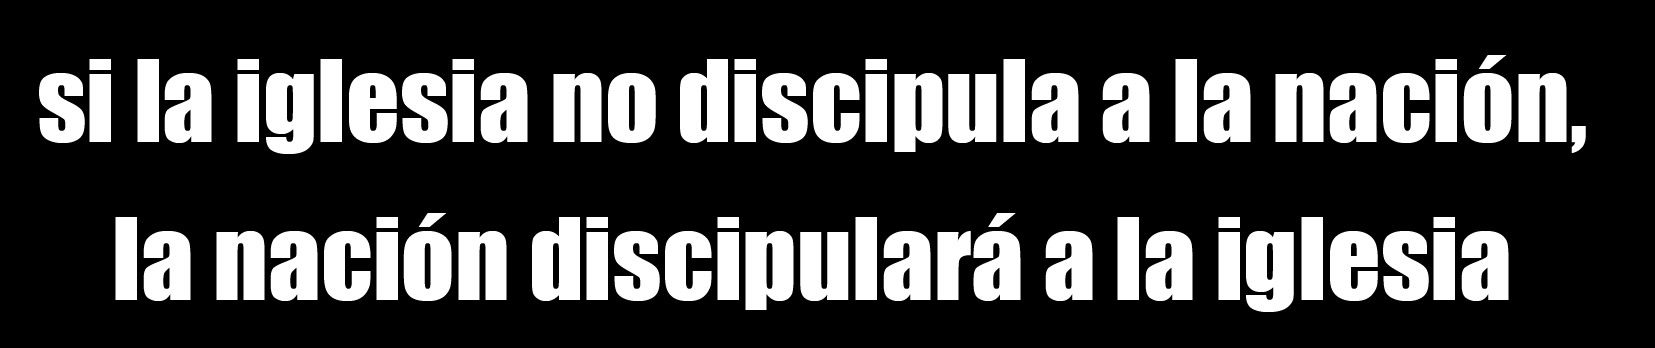 si la iglesia no discipula a la nación,
la nación discipulará a la iglesia